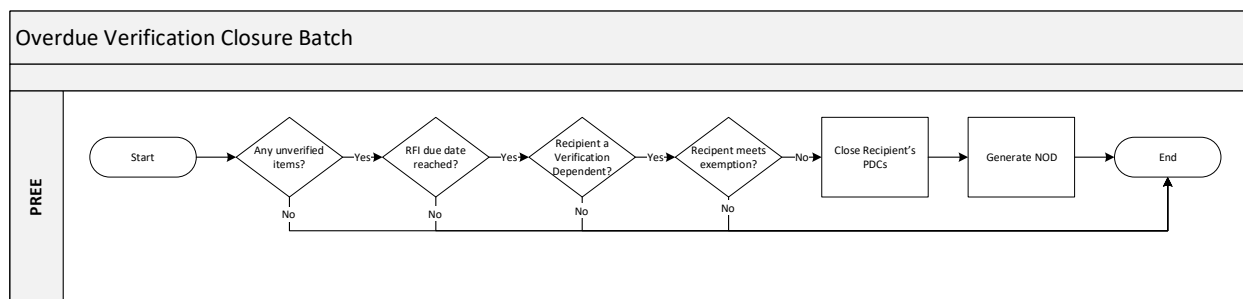 Overdue Verification Closure Batch
PREE
Start
Any unverified
items?
Yes
RFI due date
reached?
Yes
Recipient a
Verification
Dependent?
Yes
Recipent meets
exemption?
No
Close Recipient's
PDCs
Generate NOD
End
No
No
No
No